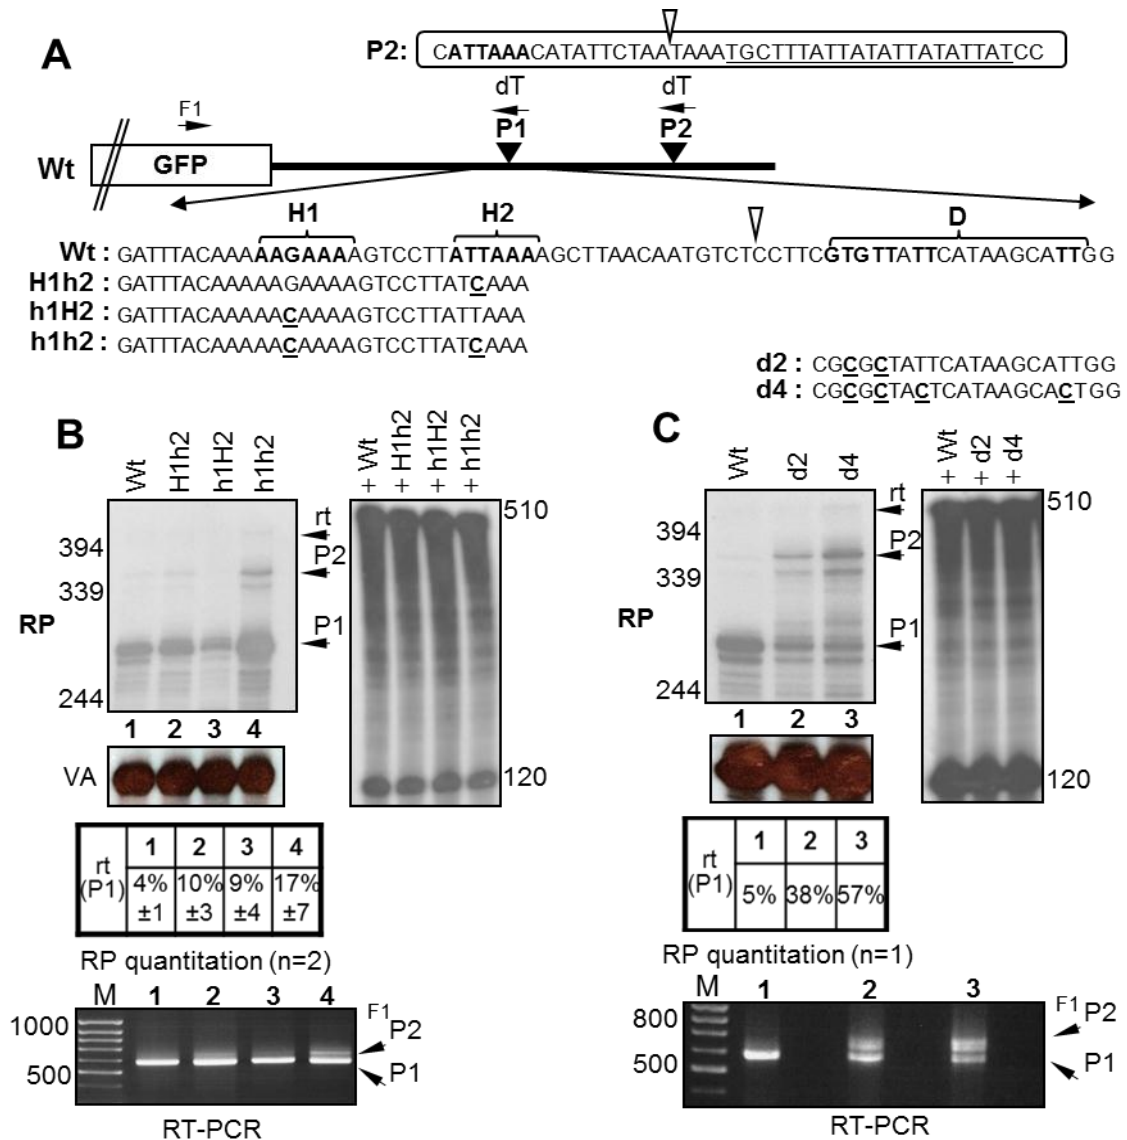 A
P2: CATTAAACATATTCTAATAAATGCTTTATTATATTATATTATCC
dT dT
F1
P1 P2
Wt GFP
H1 H2 D
Wt : GATTTACAAAAAGAAAAGTCCTTATTAAAAGCTTAACAATGTCTCCTTCGTGTTATTCATAAGCATTGG
H1h2 : GATTTACAAAAAGAAAAGTCCTTATCAAA
h1H2 : GATTTACAAAAACAAAAGTCCTTATTAAA
h1h2 : GATTTACAAAAACAAAAGTCCTTATCAAA
d2 : CGCGCTATTCATAAGCATTGG
d4 : CGCGCTACTCATAAGCACTGG
B
Wt H1h2 h1H2 h1h2
+ Wt + H1h2 + h1H2 + h1h2
rt
394
P2
339
RP
P1
244
1 2 3 4
VA
510
120
rt (P1)
1 2 3 4
4% ±1 10% ±3 9% ±4 17% ±7
RP quantitation (n=2)
M 1 2 3 4
F1
1000
P2
500
P1
RT-PCR
C
Wt d2 d4
+ Wt + d2 + d4
rt
394
P2
339
RP
P1
244
1 2 3
510
120
rt (P1)
1 2 3
5% 38% 57%
RP quantitation (n=1)
M 1 2 3
F1
800
P2
500
P1
RT-PCR